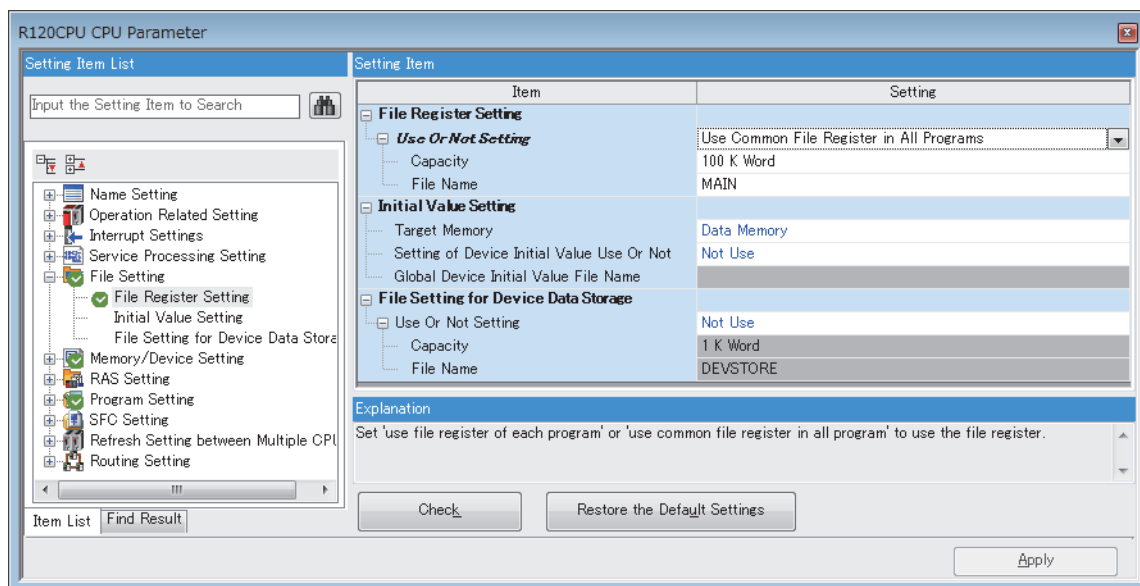 R120CPU CPU Parameter
Setting Item List
Input the Setting Item to Search
Name Setting
Operation Related Setting
Interrupt Settings
Service Processing Setting
File Setting
File Register Setting
Initial Value Setting
File Setting for Device Data Stora
Memory/Device Setting
RAS Setting
Program Setting
SFC Setting
Refresh Setting between Multiple CPU
Routing Setting
Item List Find Result
Setting Item
Item Setting
File Register Setting
Use Or Not Setting Use Common File Register in All Programs
Capacity 100 K Word
File Name MAIN
Initial Value Setting
Target Memory Data Memory
Setting of Device Initial Value Use Or Not Not Use
Global Device Initial Value File Name
File Setting for Device Data Storage
Use Or Not Setting Not Use
Capacity 1 K Word
File Name DEVSTORE
Explanation
Set 'use file register of each program' or 'use common file register in all program' to use the file register.
Check Restore the Default Settings
Apply